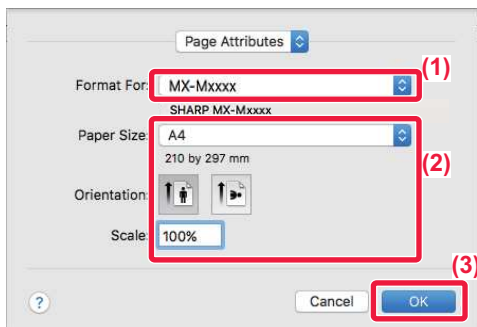 Page Attributes
(1)
Format For: MX-Mxxxx
SHARP MX-Mxxxx
Paper Size: A4
210 by 297 mm
(2)
Orientation:
Scale: 100%
(3)
? Cancel OK